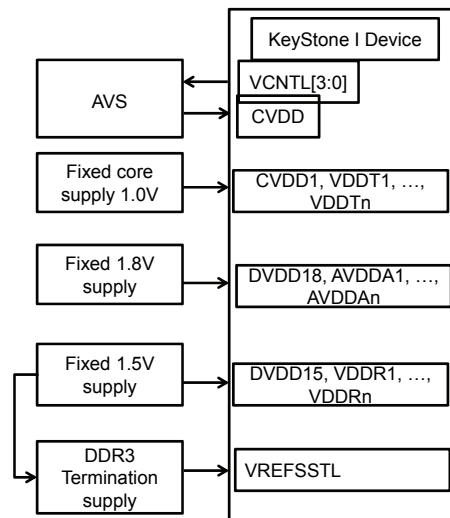 KeyStone I Device
VCNTL[3:0]
AVS
CVDD
Fixed core
supply 1.0V
CVDD1, VDDT1, …,
VDDTn
Fixed 1.8V
supply
DVDD18, AVDDA1, …,
AVDDAn
Fixed 1.5V
supply
DVDD15, VDDR1, …,
VDDRn
DDR3
Termination
supply
VREFSSTL